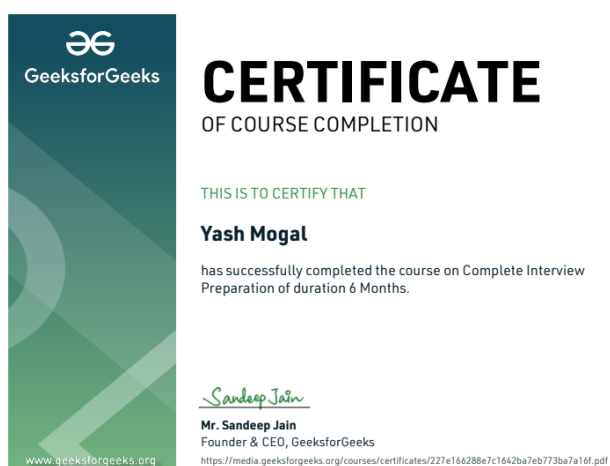 GeeksforGeeks
CERTIFICATE
OF COURSE COMPLETION
THIS IS TO CERTIFY THAT
Yash Mogal
has successfully completed the course on Complete Interview
Preparation of duration 6 Months.
Sandeep Jain
Mr. Sandeep Jain
Founder & CEO, GeeksforGeeks
www.geeksforgeeks.org
https://media.geeksforgeeks.org/courses/certificates/227e166288e7c1642ba7eb773ba7a16f.pdf